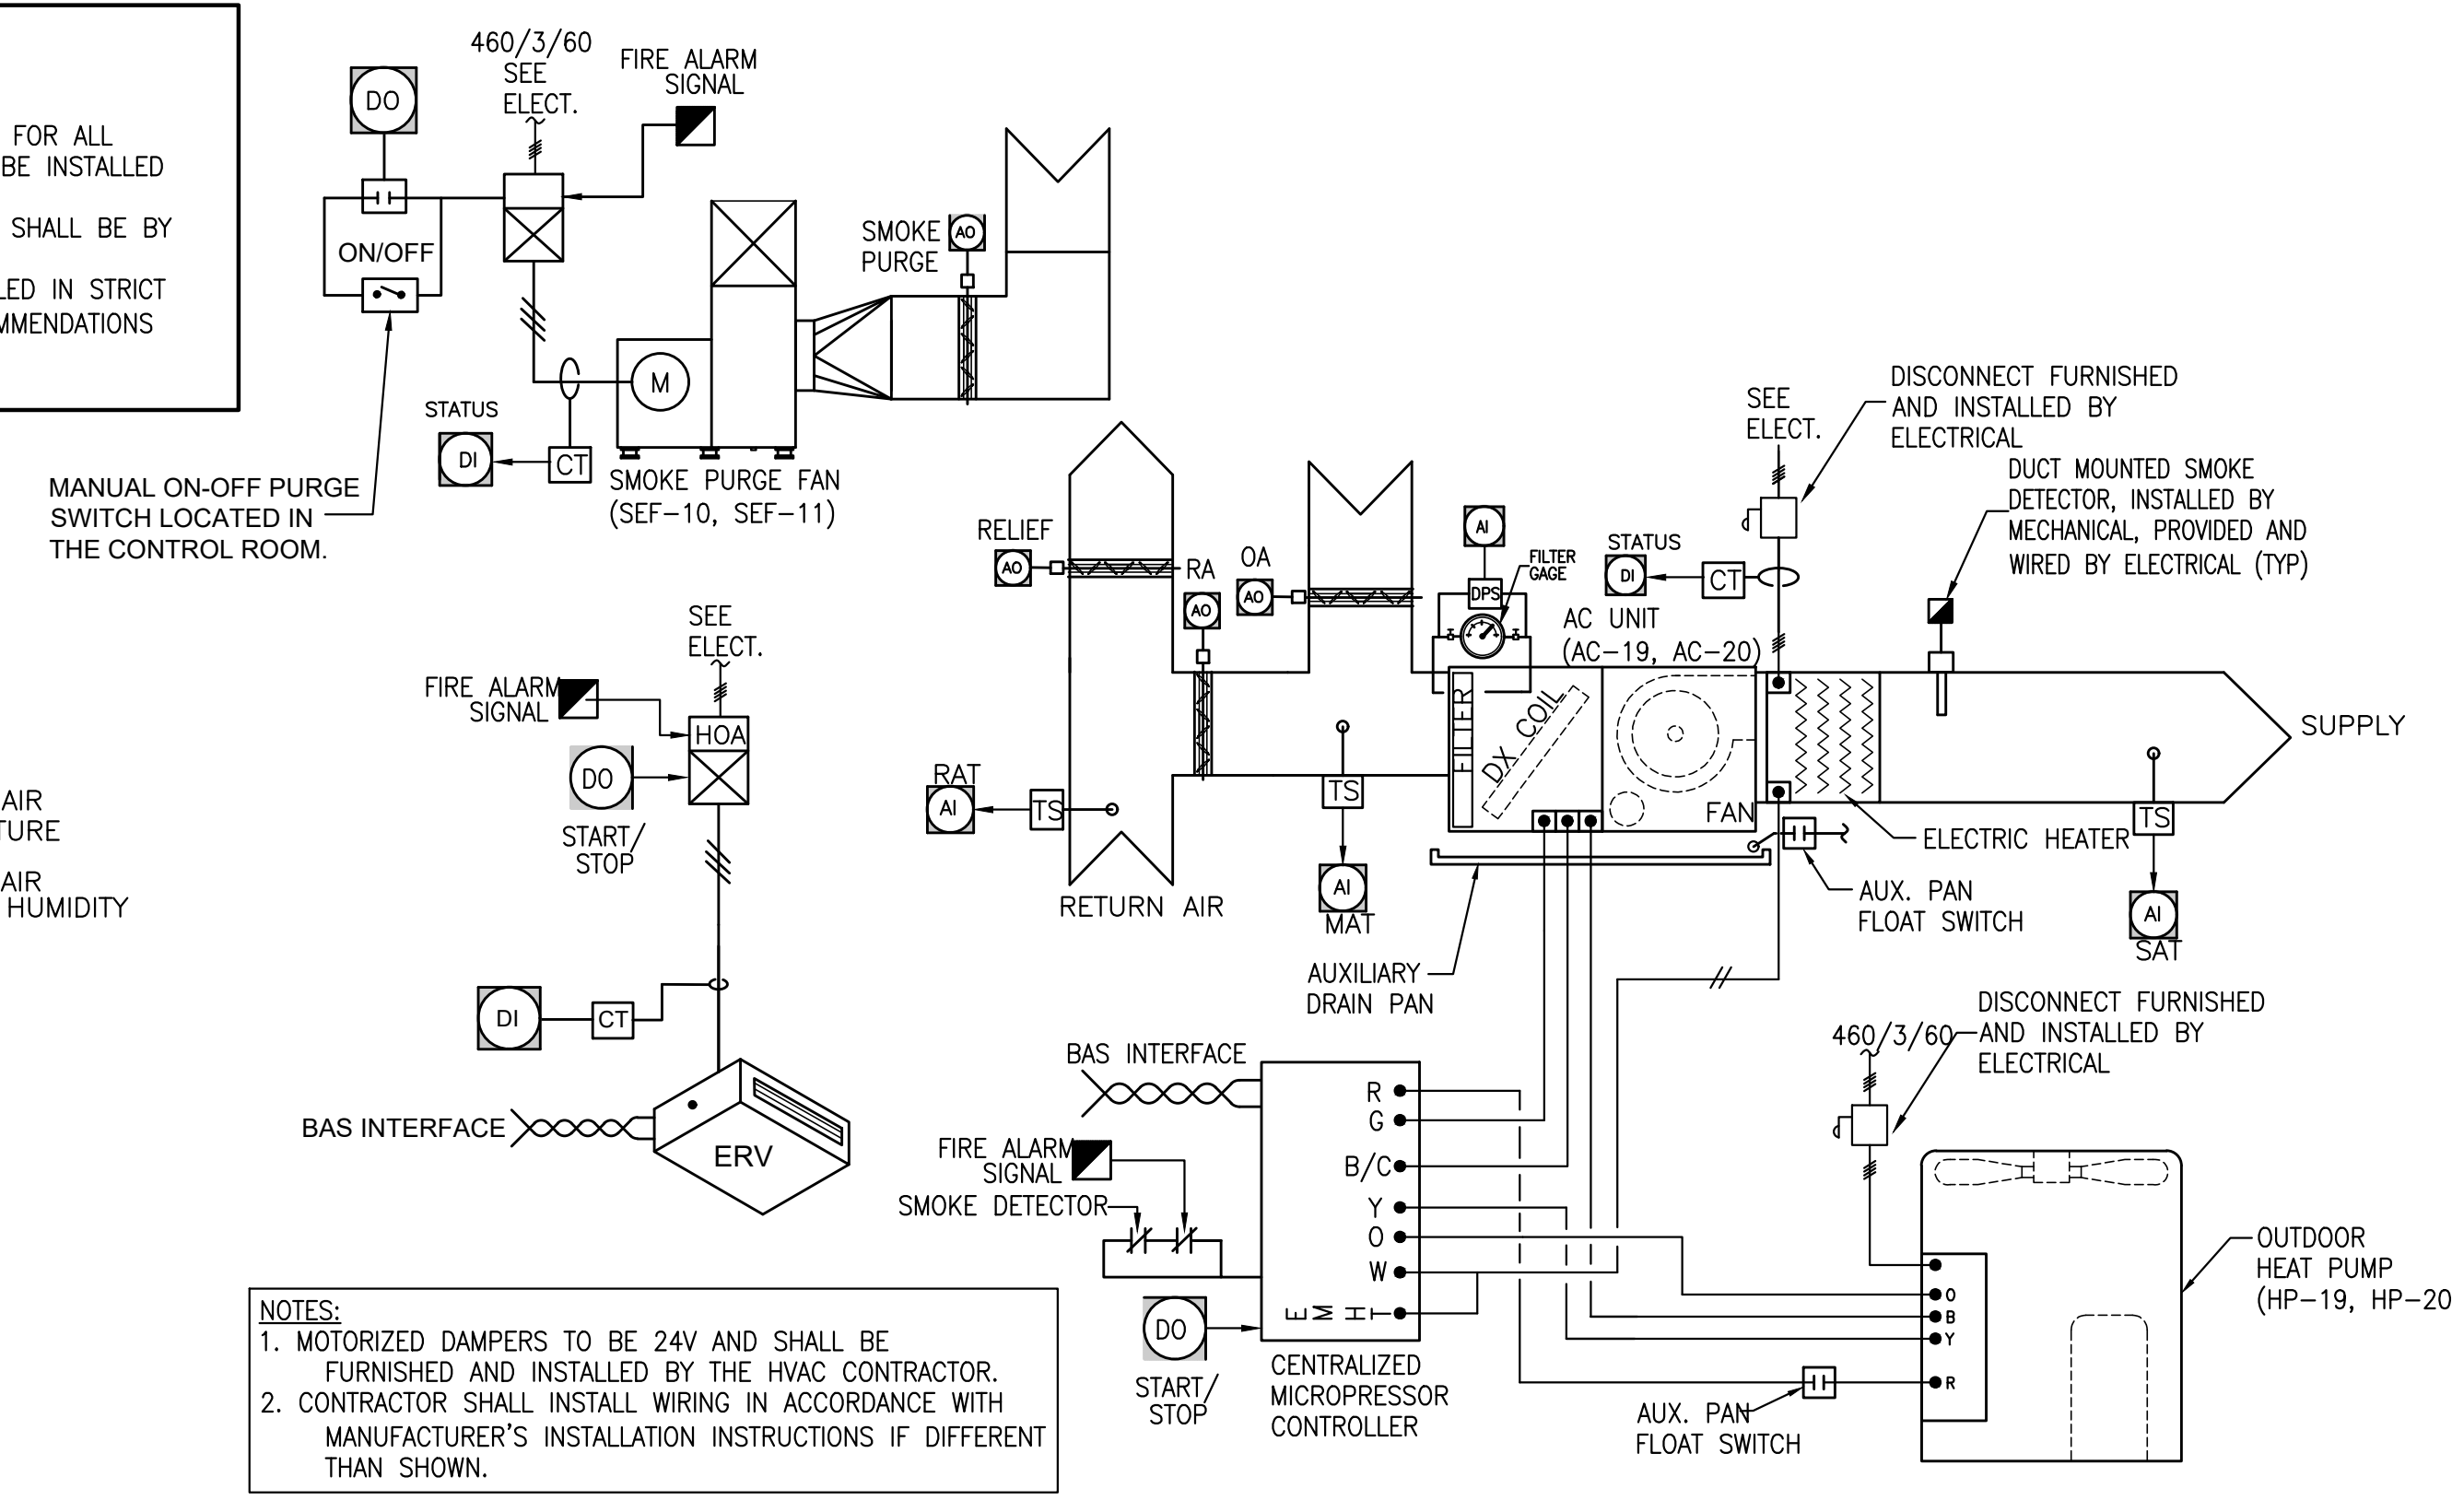 FOR ALL
BE INSTALLED
SHALL BE BY
LED IN STRICT
MMENDATIONS
DO
460/3/60
SEE
ELECT.
FIRE ALARM
SIGNAL
ON/OFF
SMOKE
PURGE
AO
M
STATUS
DI
CT
SMOKE PURGE FAN
(SEF-10, SEF-11)
MANUAL ON-OFF PURGE
SWITCH LOCATED IN
THE CONTROL ROOM.
SEE
ELECT.
DISCONNECT FURNISHED
AND INSTALLED BY
ELECTRICAL
DUCT MOUNTED SMOKE
DETECTOR, INSTALLED BY
MECHANICAL, PROVIDED AND
WIRED BY ELECTRICAL (TYP)
RELIEF
AO
RA
AO
OA
AO
AI
DPS
FILTER
GAGE
STATUS
DI
CT
AC UNIT
(AC-19, AC-20)
FILTER
DX COIL
FAN
SUPPLY
RAT
AI
TS
TS
AI
MAT
RETURN AIR
ELECTRIC HEATER
TS
AI
SAT
AUX. PAN
FLOAT SWITCH
AUXILIARY
DRAIN PAN
SEE
ELECT.
FIRE ALARM
SIGNAL
HOA
DO
START/
STOP
AIR
TURE
AIR
HUMIDITY
DI
CT
BAS INTERFACE
ERV
BAS INTERFACE
R
G
B/C
Y
O
W
EMHT
FIRE ALARM
SIGNAL
SMOKE DETECTOR
DO
START/
STOP
CENTRALIZED
MICROPRESSOR
CONTROLLER
460/3/60
DISCONNECT FURNISHED
AND INSTALLED BY
ELECTRICAL
O
B
Y
R
OUTDOOR
HEAT PUMP
(HP-19, HP-20
AUX. PAN
FLOAT SWITCH
NOTES:
1. MOTORIZED DAMPERS TO BE 24V AND SHALL BE
FURNISHED AND INSTALLED BY THE HVAC CONTRACTOR.
2. CONTRACTOR SHALL INSTALL WIRING IN ACCORDANCE WITH
MANUFACTURER'S INSTALLATION INSTRUCTIONS IF DIFFERENT
THAN SHOWN.